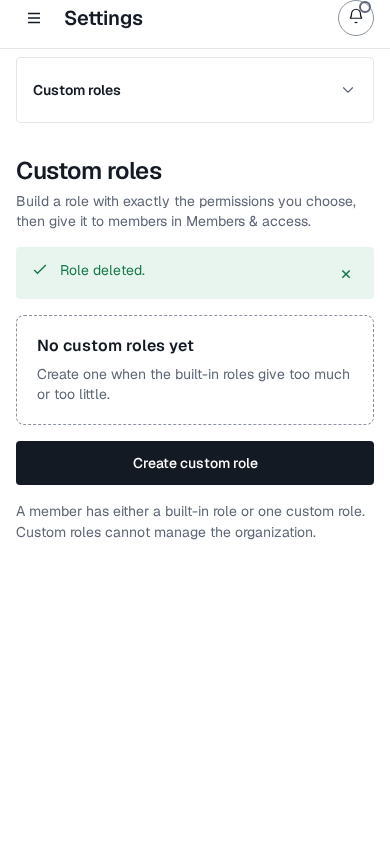 Settings
Custom roles
Custom roles
Build a role with exactly the permissions you choose,
then give it to members in Members & access.
Role deleted.
No custom roles yet
Create one when the built-in roles give too much
or too little.
Create custom role
A member has either a built-in role or one custom role.
Custom roles cannot manage the organization.